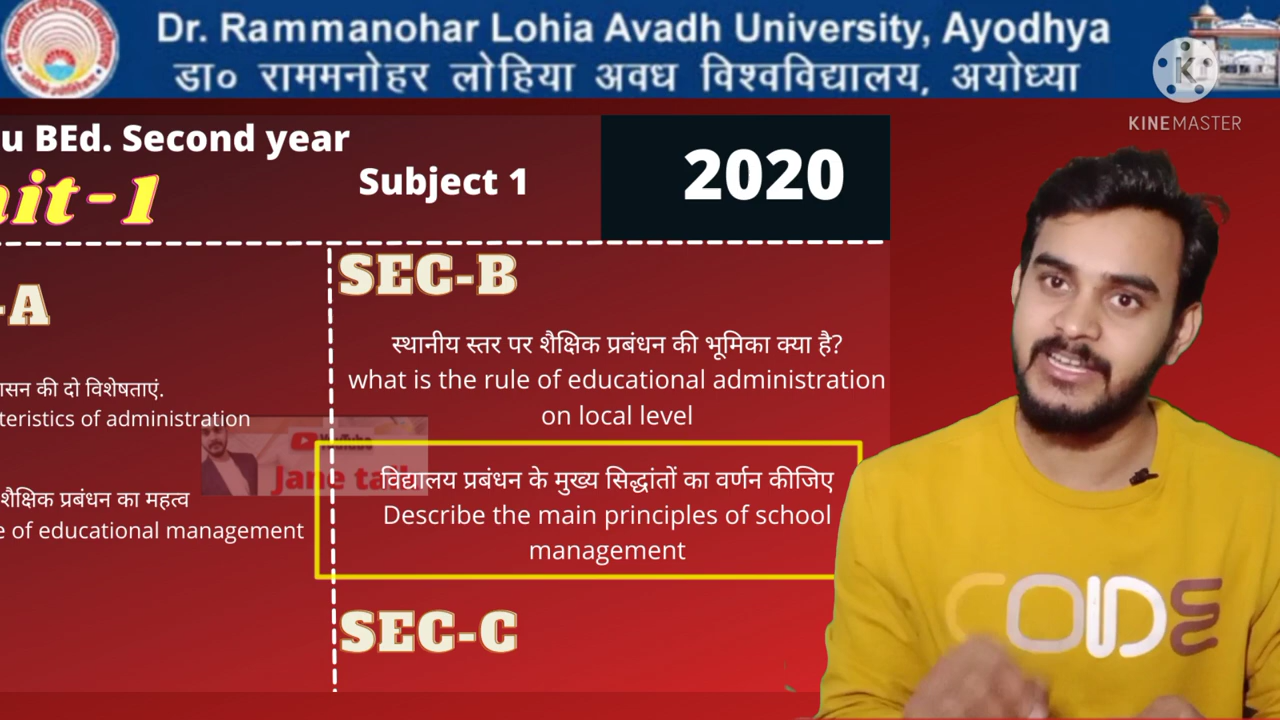 Dr. Rammanohar Lohia Avadh University, Ayodhya
डा० राममनोहर लोहिया अवध विश्वविद्यालय, अयोध्या
KINEMASTER
u BEd. Second year
Subject 1
2020
it-1
-A
teristics of administration
की दो विशेषताएं.
शैक्षिक प्रबंधन का महत्व
e of educational management
SEC-B
स्थानीय स्तर पर शैक्षिक प्रबंधन की भूमिका क्या है?
what is the rule of educational administration
on local level
YouTube
विद्यालय प्रबंधन के मुख्य सिद्धांतों का वर्णन कीजिए
Describe the main principles of school
management
SEC-C
CODE